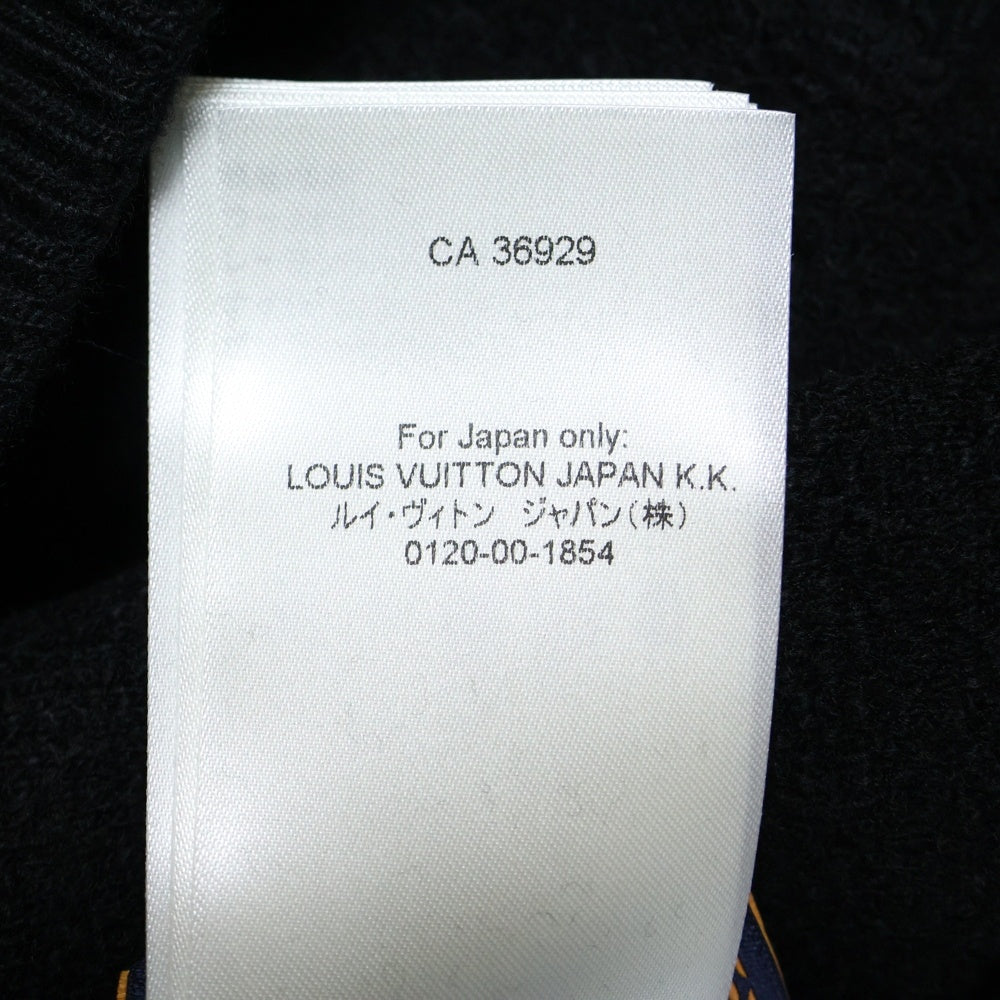 CA 36929
For Japan only:
LOUIS VUITTON JAPAN K.K.
ルイ・ヴィトン　ジャパン(株)
0120-00-1854